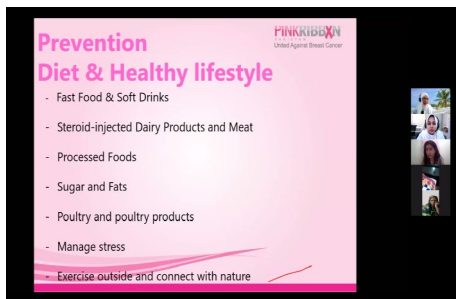 PINKRIBBON
PAKISTAN
United Against Breast Cancer
Prevention
Diet & Healthy lifestyle
- Fast Food & Soft Drinks
- Steroid-injected Dairy Products and Meat
- Processed Foods
- Sugar and Fats
- Poultry and poultry products
- Manage stress
- Exercise outside and connect with nature